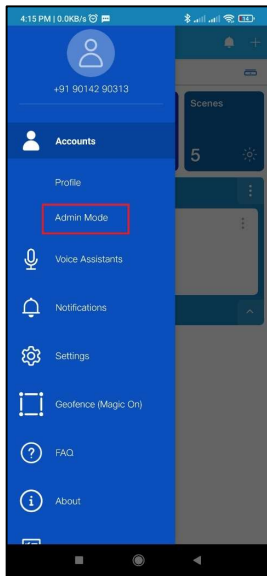 4:15 PM | 0.0KB/s
14
+91 90142 90313
Accounts
Scenes
5
Profile
Admin Mode
Voice Assistants
Notifications
Settings
Geofence (Magic On)
FAQ
About